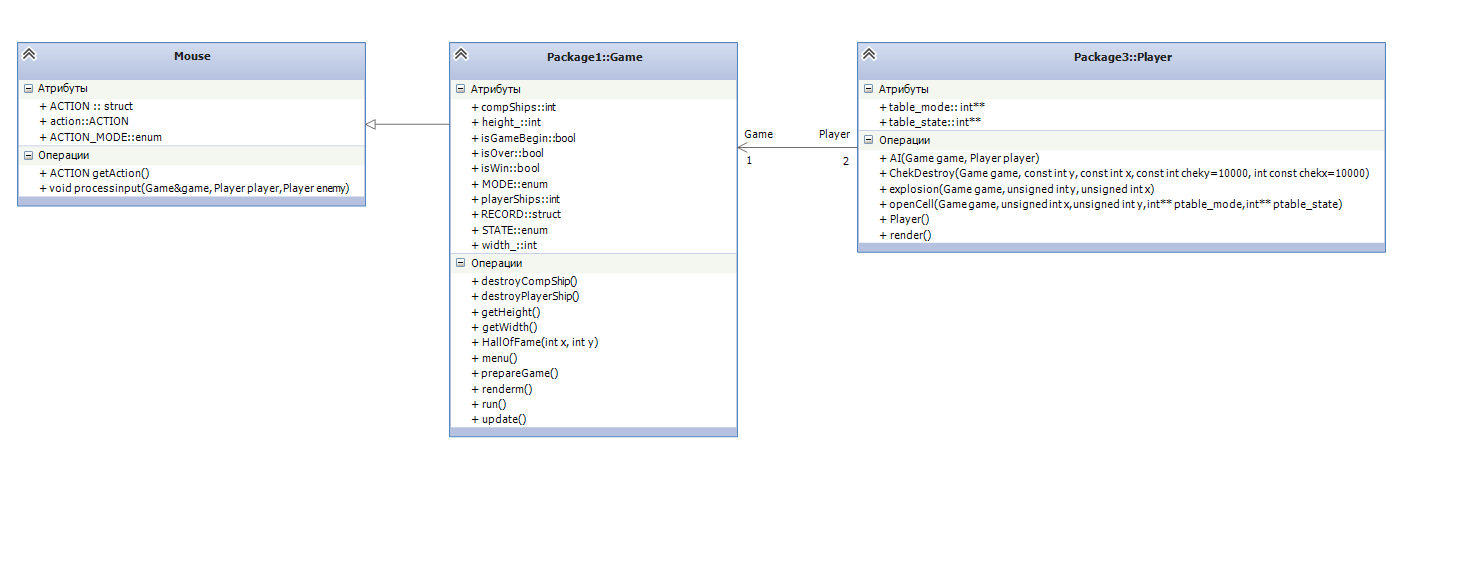 Mouse
Атрибуты
+ ACTION :: struct
+ action::ACTION
+ ACTION_MODE::enum
Операции
+ ACTION getAction()
+ void processinput(Game&game, Player player,Player enemy)
Package1::Game
Атрибуты
+ compShips::int
+ height_::int
+ isGameBegin::bool
+ isOver::bool
+ isWin::bool
+ MODE::enum
+ playerShips::int
+ RECORD::struct
+ STATE::enum
+ width_::int
Операции
+ destroyCompShip()
+ destroyPlayerShip()
+ getHeight()
+ getWidth()
+ HallOfFame(int x, int y)
+ menu()
+ prepareGame()
+ renderm()
+ run()
+ update()
Game
Player
1
2
Package3::Player
Атрибуты
+ table_mode::int**
+ table_state::int**
Операции
+ AI(Game game, Player player)
+ ChekDestroy(Game game, const int y, const int x, const int cheky=10000, int const chekx=10000)
+ explosion(Game game, unsigned int y, unsigned int x)
+ openCell(Game game, unsigned int x,unsigned int y,int** ptable_mode,int** ptable_state)
+ Player()
+ render()